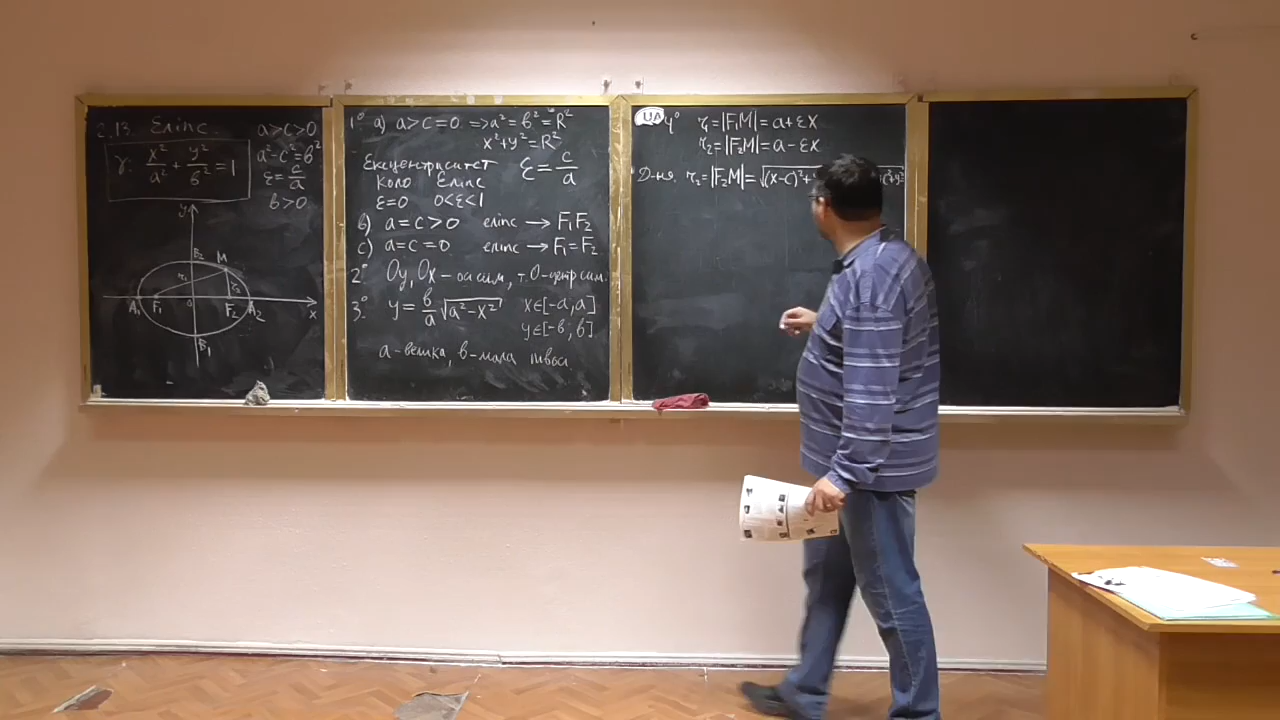 2.13. Еліпс.
γ: x²/a² + y²/b² = 1
a>c>0
a²-c²=b²
ε=c/a
b>0
y
B₂ M
r₁ r₂
A₁ F₁ 0 F₂ A₂ x
B₁
1° a) a>c=0 => a²=b²=R²
x²+y²=R²
Ексцентриситет ε=c/a
Коло Еліпс
ε=0 0<ε<1
b) a=c>0 еліпс → F₁F₂
c) a=c=0 еліпс → F₁=F₂
2° Oy, Ox - осі сим., т. O-центр сим.
3° y = b/a √(a²-x²) x∈[-a,a]
y∈[-b,b]
a-велика, b-мала півосі
UA 4° r₁=|F₁M|=a+εx
r₂=|F₂M|=a-εx
Д-ня. r₂=|F₂M|=√((x-c)²+